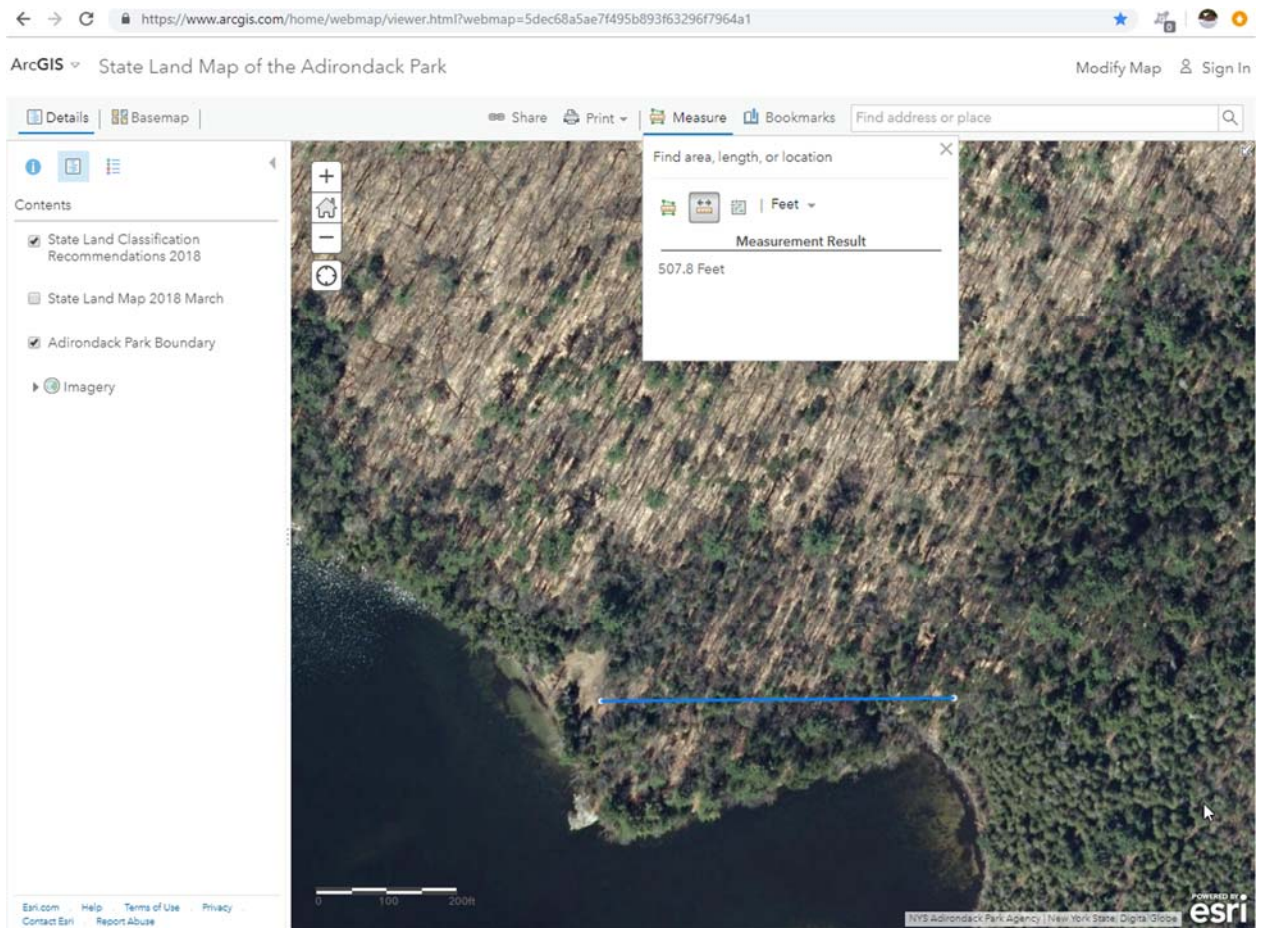 https://www.arcgis.com/home/webmap/viewer.html?webmap=5dec68a5ae7f495b893f63296f7964a1
0
ArcGIS State Land Map of the Adirondack Park Modify Map Sign In
Details Basemap Share Print Measure Bookmarks Find address or place
Find area, length, or location
Feet
Measurement Result
507.8 Feet
Contents
State Land Classification
Recommendations 2018
State Land Map 2018 March
Adirondack Park Boundary
Imagery
0 100 200ft
Esri.com Help Terms of Use Privacy
Contact Esri Report Abuse
NYS Adirondack Park Agency | New York State, DigitalGlobe
POWERED BY
esri